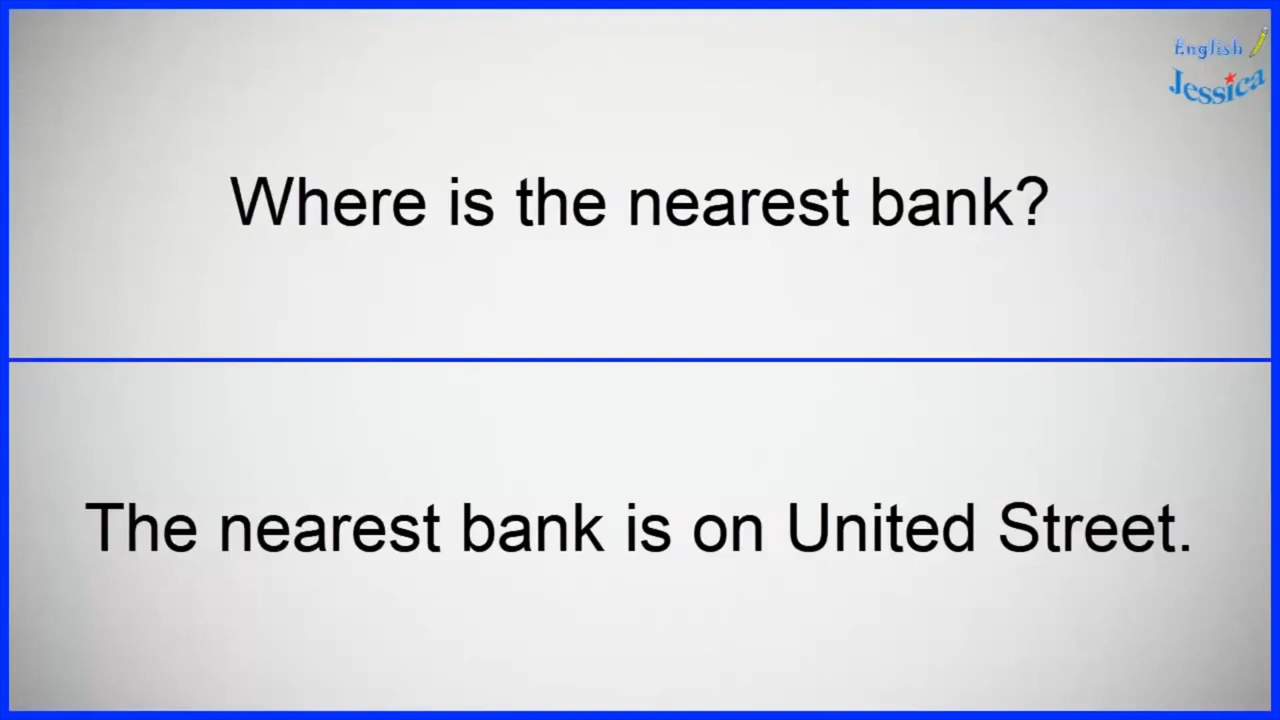 English
Jessica
Where is the nearest bank?
The nearest bank is on United Street.